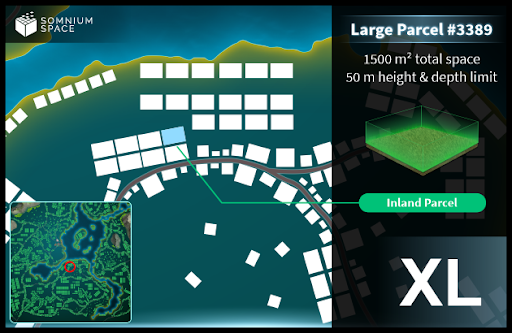 SOMNIUM
SPACE
Large Parcel #3389
1500 m² total space
50 m height & depth limit
Inland Parcel
XL